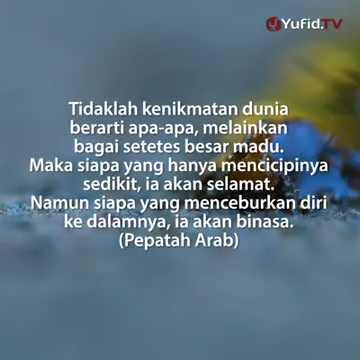 Yufid.TV
Tidaklah kenikmatan dunia
berarti apa-apa, melainkan
bagai setetes besar madu.
Maka siapa yang hanya mencicipinya
sedikit, ia akan selamat.
Namun siapa yang menceburkan diri
ke dalamnya, ia akan binasa.
(Pepatah Arab)